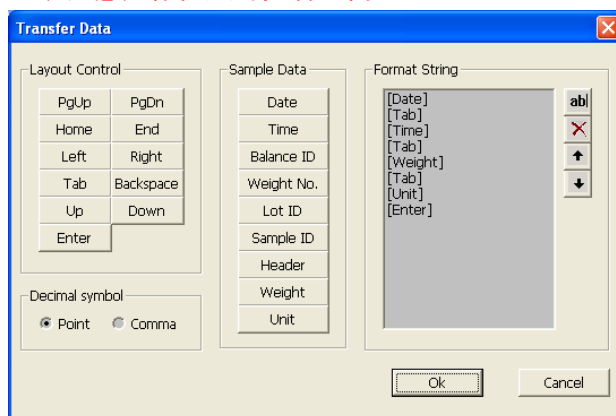 Transfer Data
Layout Control
PgUp PgDn
Home End
Left Right
Tab Backspace
Up Down
Enter
Decimal symbol
Point Comma
Sample Data
Date
Time
Balance ID
Weight No.
Lot ID
Sample ID
Header
Weight
Unit
Format String
[Date]
[Tab]
[Time]
[Tab]
[Weight]
[Tab]
[Unit]
[Enter]
ab|
Ok Cancel